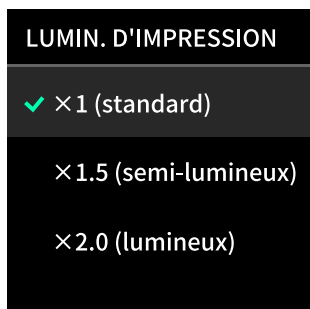 LUMIN. D'IMPRESSION
×1 (standard)
×1.5 (semi-lumineux)
×2.0 (lumineux)